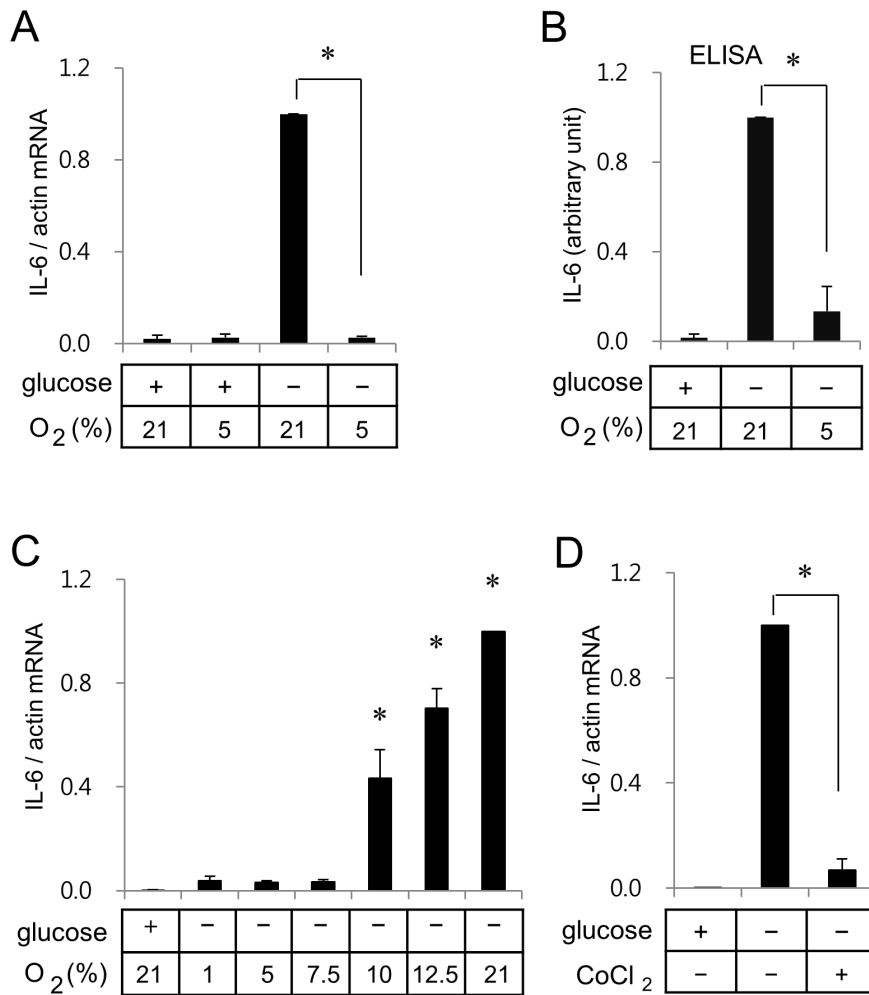 A
*
1.2
0.8
0.4
0.0
IL-6 / actin mRNA
glucose + + − −
O2 (%) 21 5 21 5
B
ELISA
*
1.2
0.8
0.4
0.0
IL-6 (arbitrary unit)
glucose + − −
O2 (%) 21 21 5
C
1.2
0.8
0.4
0.0
IL-6 / actin mRNA
* * *
glucose + − − − − − −
O2 (%) 21 1 5 7.5 10 12.5 21
D
*
1.2
0.8
0.4
0.0
IL-6 / actin mRNA
glucose + − −
CoCl2 − − +